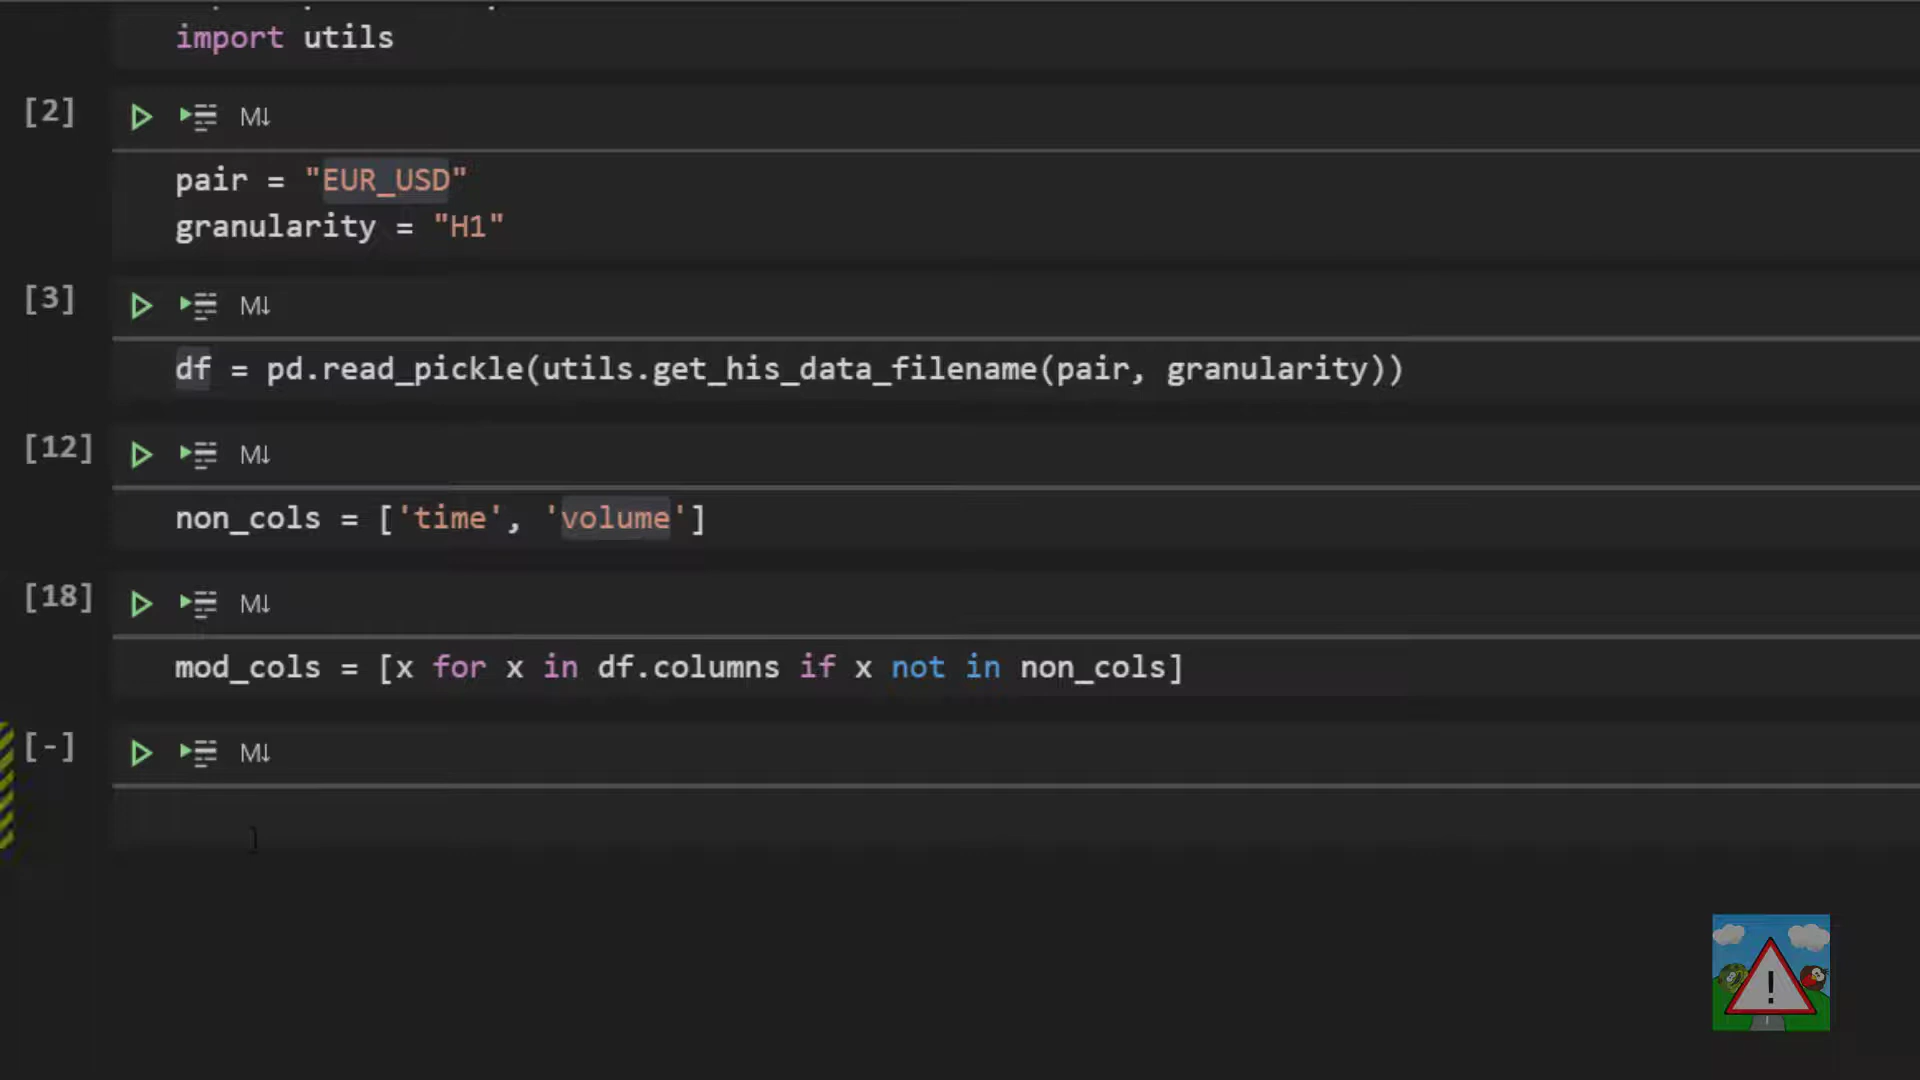 import utils
[2]
M↓
pair = "EUR_USD"
granularity = "H1"
[3]
M↓
df = pd.read_pickle(utils.get_his_data_filename(pair, granularity))
[12]
M↓
non_cols = ['time', 'volume']
[18]
M↓
mod_cols = [x for x in df.columns if x not in non_cols]
[-]
M↓
!